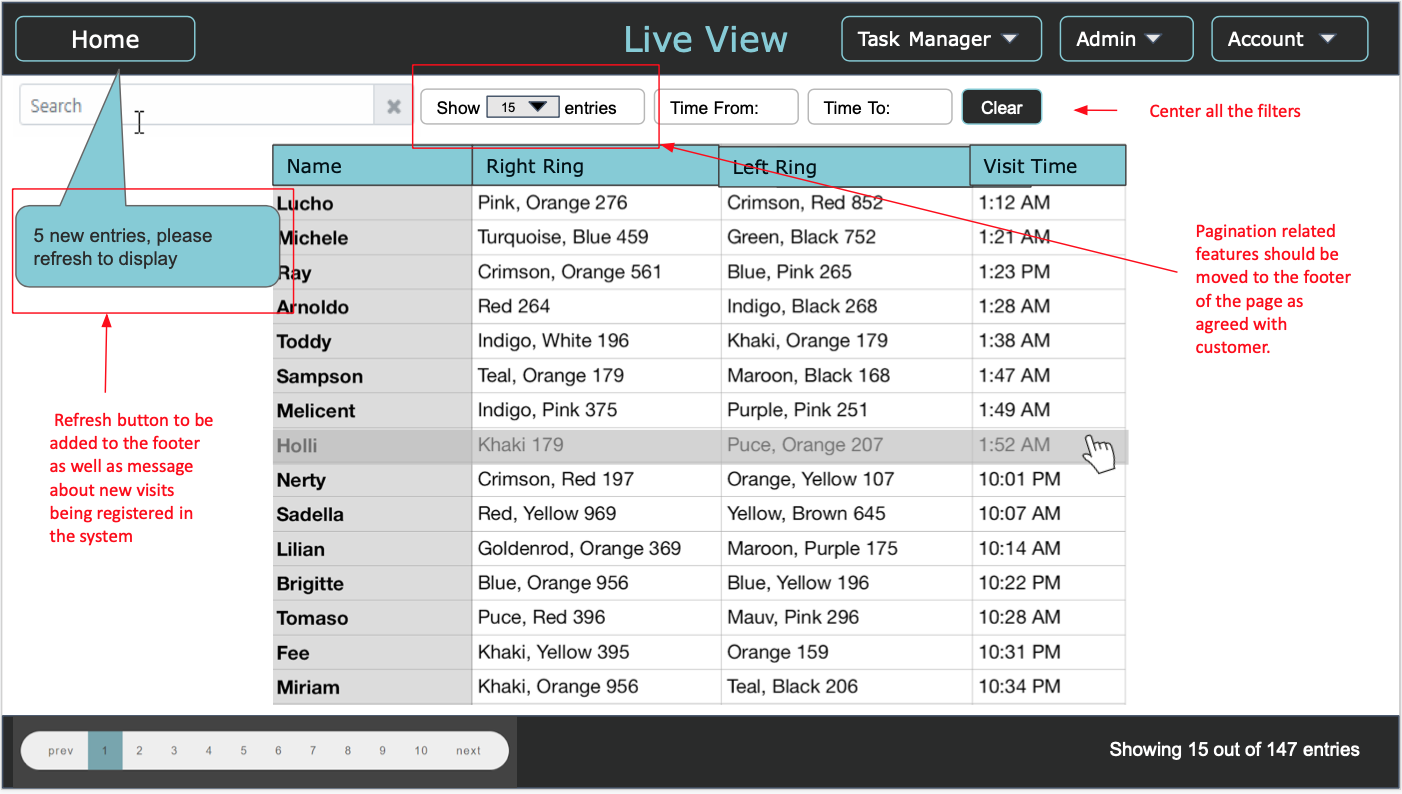 Home
Live View
Task Manager
Admin
Account
Search
Show 15 entries
Time From:
Time To:
Clear
Center all the filters
Name Right Ring Left Ring Visit Time
Lucho Pink, Orange 276 Crimson, Red 852 1:12 AM
Michele Turquoise, Blue 459 Green, Black 752 1:21 AM
Ray Crimson, Orange 561 Blue, Pink 265 1:23 PM
Arnoldo Red 264 Indigo, Black 268 1:28 AM
Toddy Indigo, White 196 Khaki, Orange 179 1:38 AM
Sampson Teal, Orange 179 Maroon, Black 168 1:47 AM
Melicent Indigo, Pink 375 Purple, Pink 251 1:49 AM
Holli Khaki 179 Puce, Orange 207 1:52 AM
Nerty Crimson, Red 197 Orange, Yellow 107 10:01 PM
Sadella Red, Yellow 969 Yellow, Brown 645 10:07 AM
Lilian Goldenrod, Orange 369 Maroon, Purple 175 10:14 AM
Brigitte Blue, Orange 956 Blue, Yellow 196 10:22 PM
Tomaso Puce, Red 396 Mauv, Pink 296 10:28 AM
Fee Khaki, Yellow 395 Orange 159 10:31 PM
Miriam Khaki, Orange 956 Teal, Black 206 10:34 PM
5 new entries, please
refresh to display
Pagination related
features should be
moved to the footer
of the page as
agreed with
customer.
Refresh button to be
added to the footer
as well as message
about new visits
being registered in
the system
prev 1 2 3 4 5 6 7 8 9 10 next
Showing 15 out of 147 entries